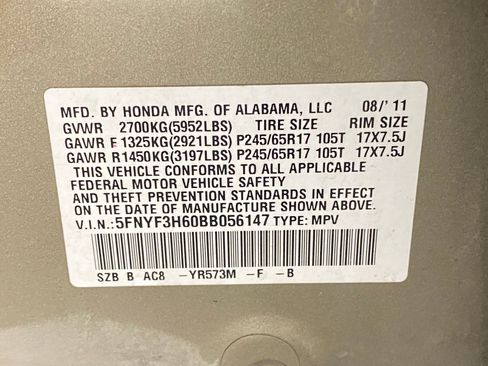 MFD. BY HONDA MFG. OF ALABAMA, LLC 08/'11
GVWR 2700KG(5952LBS) TIRE SIZE RIM SIZE
GAWR F 1325KG(2921LBS) P245/65R17 105T 17X7.5J
GAWR R1450KG(3197LBS) P245/65R17 105T 17X7.5J
THIS VEHICLE CONFORMS TO ALL APPLICABLE
FEDERAL MOTOR VEHICLE SAFETY
AND THEFT PREVENTION STANDARDS IN EFFECT
ON THE DATE OF MANUFACTURE SHOWN ABOVE.
V.I.N.: 5FNYF3H60BB056147 TYPE: MPV
SZB B AC8 -YR573M -F -B